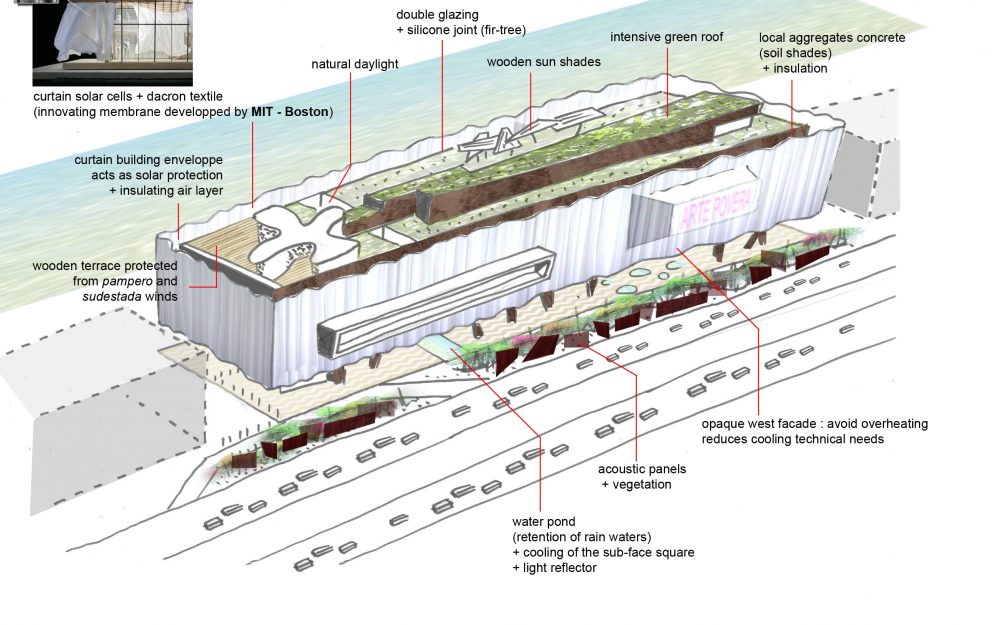 double glazing
+ silicone joint (fir-tree)
intensive green roof
local aggregates concrete
(soil shades)
+ insulation
natural daylight
wooden sun shades
curtain solar cells + dacron textile
(innovating membrane developped by MIT - Boston)
curtain building enveloppe
acts as solar protection
+ insulating air layer
ARTE POVERA
wooden terrace protected
from pampero and
sudestada winds
opaque west facade : avoid overheating
reduces cooling technical needs
acoustic panels
+ vegetation
water pond
(retention of rain waters)
+ cooling of the sub-face square
+ light reflector